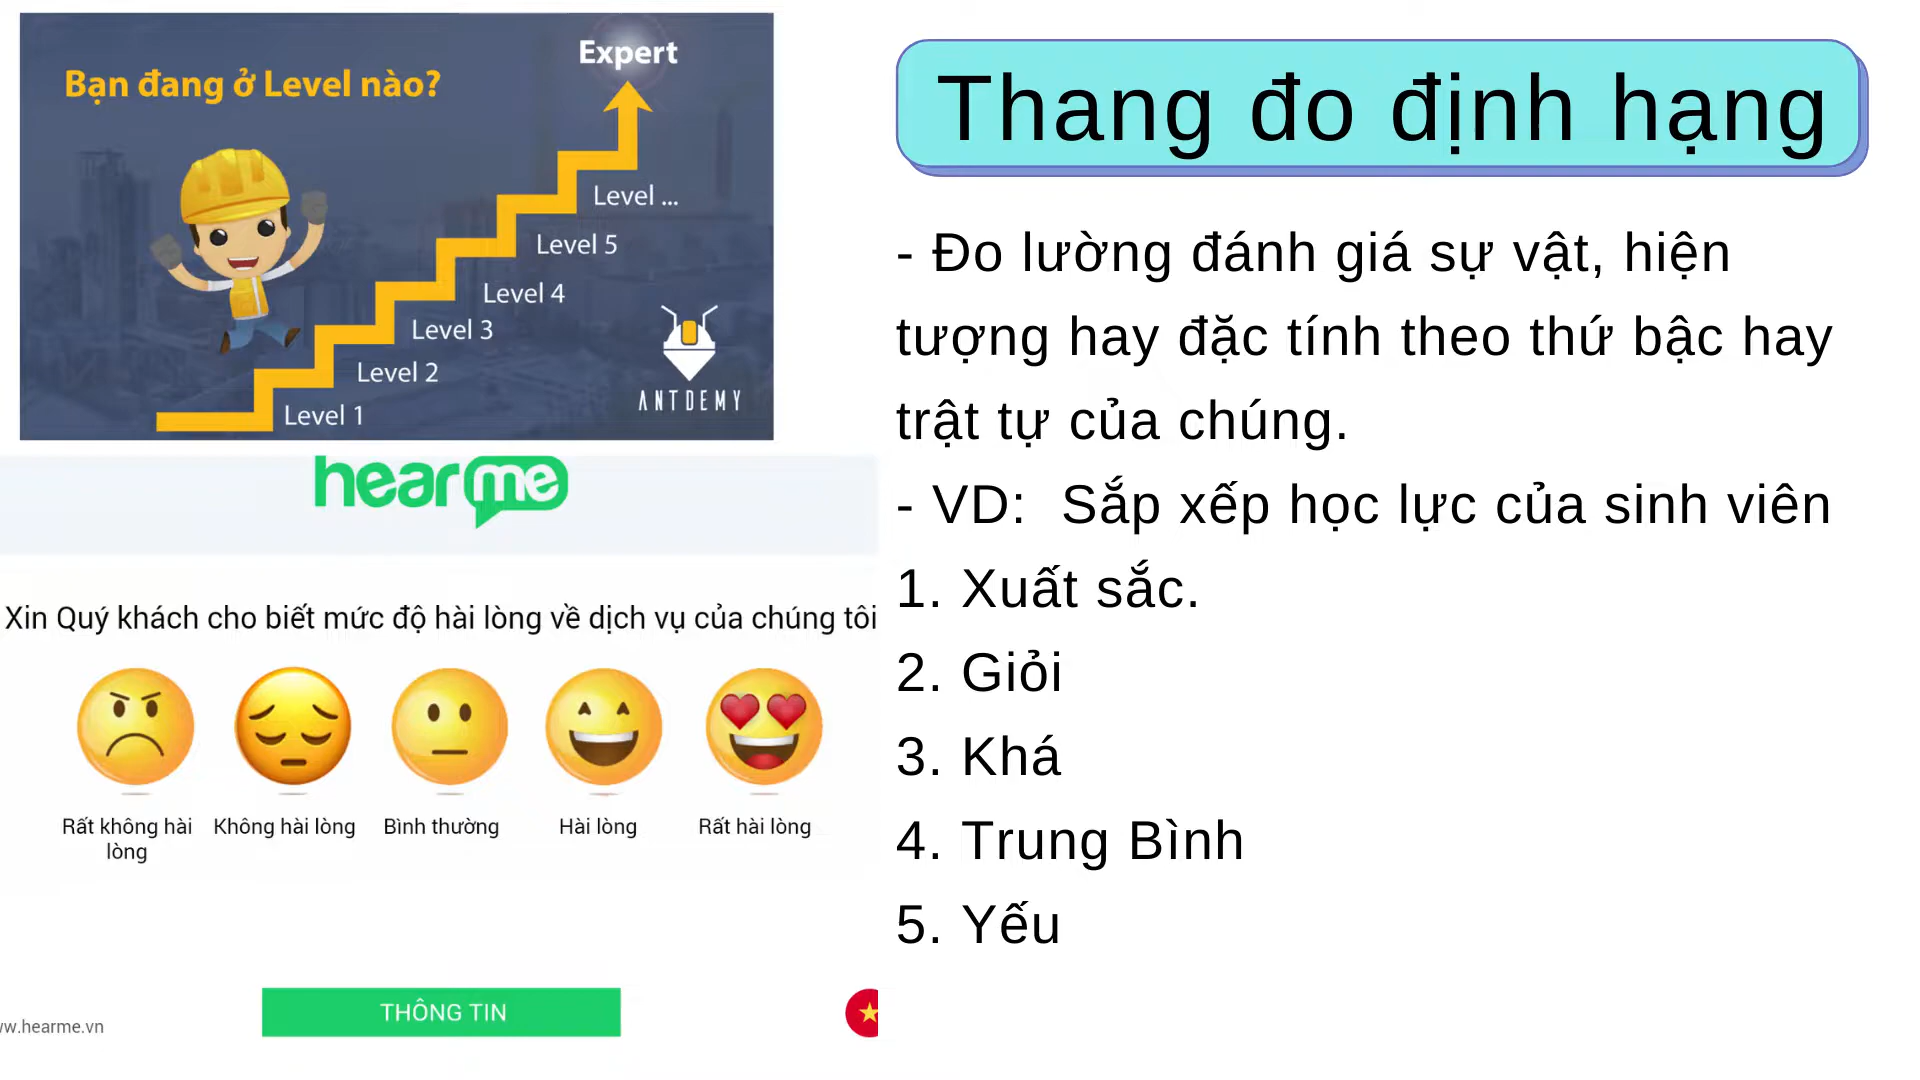 Bạn đang ở Level nào?
Expert
Level ...
Level 5
Level 4
Level 3
Level 2
Level 1
ANTDEMY
hearme
Xin Quý khách cho biết mức độ hài lòng về dịch vụ của chúng tôi
Rất không hài
lòng
Không hài lòng
Bình thường
Hài lòng
Rất hài lòng
THÔNG TIN
w.hearme.vn
Thang đo định hạng
- Đo lường đánh giá sự vật, hiện
tượng hay đặc tính theo thứ bậc hay
trật tự của chúng.
- VD:  Sắp xếp học lực của sinh viên
1. Xuất sắc.
2. Giỏi
3. Khá
4. Trung Bình
5. Yếu